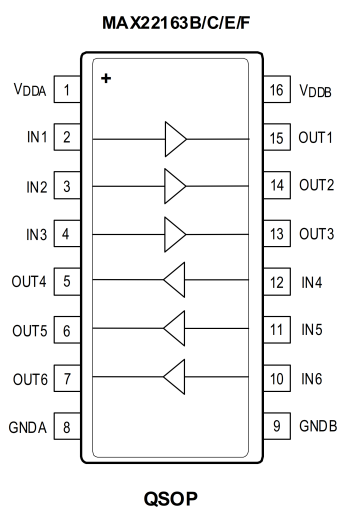 MAX22163B/C/E/F
+
VDDA 1 16 VDDB
IN1 2 15 OUT1
IN2 3 14 OUT2
IN3 4 13 OUT3
OUT4 5 12 IN4
OUT5 6 11 IN5
OUT6 7 10 IN6
GNDA 8 9 GNDB
QSOP